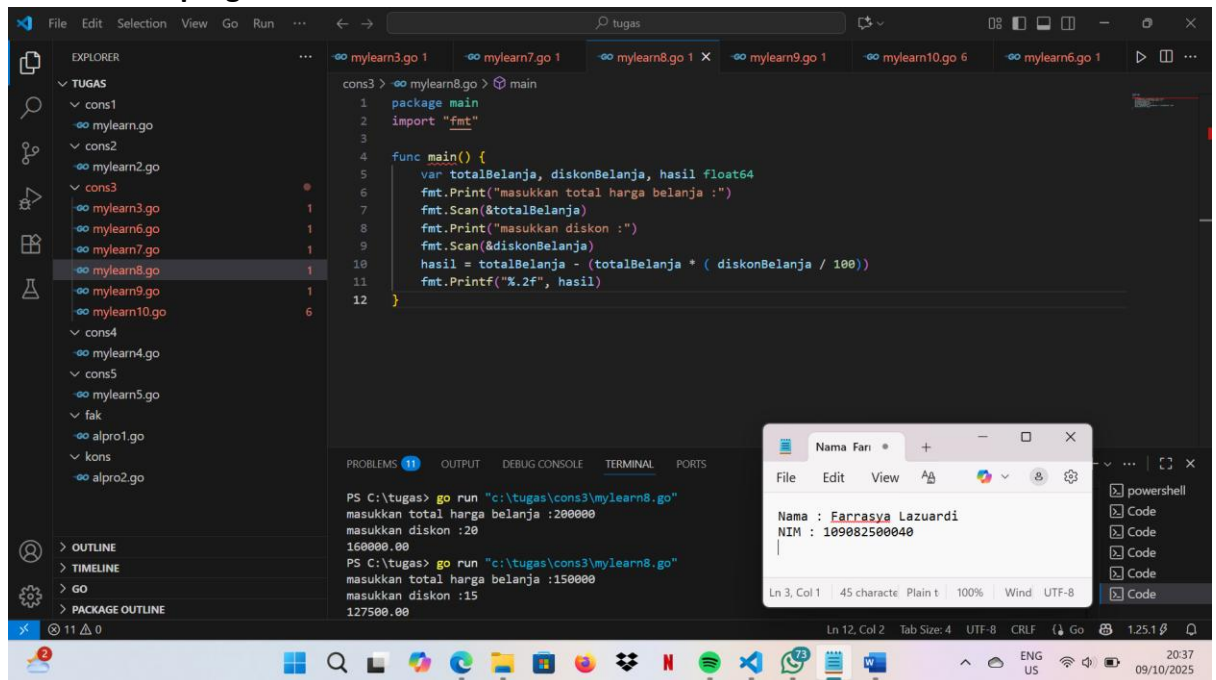 File Edit Selection View Go Run ... tugas
EXPLORER ...
mylearn3.go 1 mylearn7.go 1 mylearn8.go 1 mylearn9.go 1 mylearn10.go 6 mylearn6.go 1 ...
TUGAS
cons1
mylearn.go
cons2
mylearn2.go
cons3
mylearn3.go 1
mylearn6.go 1
mylearn7.go 1
mylearn8.go 1
mylearn9.go 1
mylearn10.go 6
cons4
mylearn4.go
cons5
mylearn5.go
fak
alpro1.go
kons
alpro2.go
OUTLINE
TIMELINE
GO
PACKAGE OUTLINE
cons3 > mylearn8.go > main
1 package main
2 import "fmt"
3
4 func main() {
5 var totalBelanja, diskonBelanja, hasil float64
6 fmt.Print("masukkan total harga belanja :")
7 fmt.Scan(&totalBelanja)
8 fmt.Print("masukkan diskon :")
9 fmt.Scan(&diskonBelanja)
10 hasil = totalBelanja - (totalBelanja * ( diskonBelanja / 100))
11 fmt.Printf("%.2f", hasil)
12 }
PROBLEMS 11 OUTPUT DEBUG CONSOLE TERMINAL PORTS
PS C:\tugas> go run "c:\tugas\cons3\mylearn8.go"
masukkan total harga belanja :200000
masukkan diskon :20
160000.00
PS C:\tugas> go run "c:\tugas\cons3\mylearn8.go"
masukkan total harga belanja :150000
masukkan diskon :15
127500.00
powershell
Code
Code
Code
Code
Code
Nama Farr
File Edit View
Nama : Farrasya Lazuardi
NIM : 109082500040
Ln 3, Col 1 45 characte Plain t 100% Wind UTF-8
11 0 Ln 12, Col 2 Tab Size: 4 UTF-8 CRLF Go 1.25.1
2 73 ENG US 20:37
09/10/2025